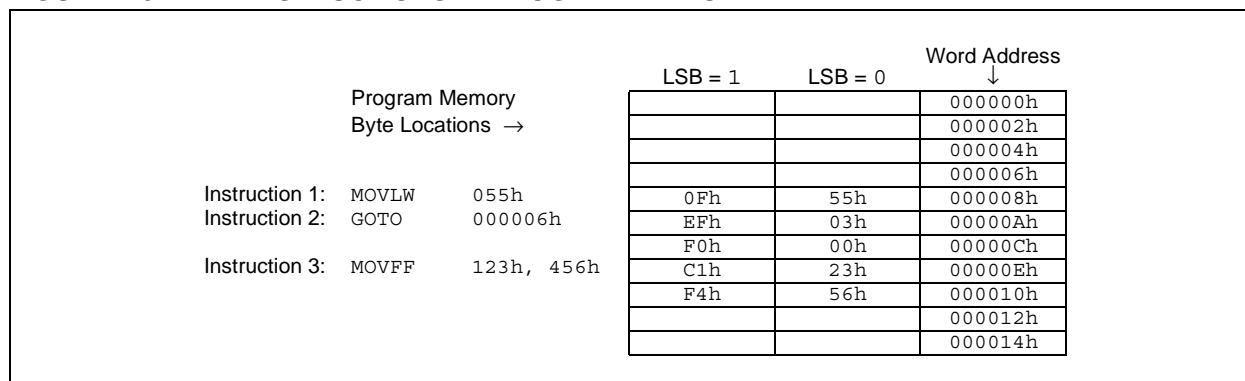 Word Address
LSB = 1 LSB = 0 ↓
Program Memory 000000h
Byte Locations → 000002h
000004h
000006h
Instruction 1: MOVLW 055h 0Fh 55h 000008h
Instruction 2: GOTO 000006h EFh 03h 00000Ah
F0h 00h 00000Ch
Instruction 3: MOVFF 123h, 456h C1h 23h 00000Eh
F4h 56h 000010h
000012h
000014h